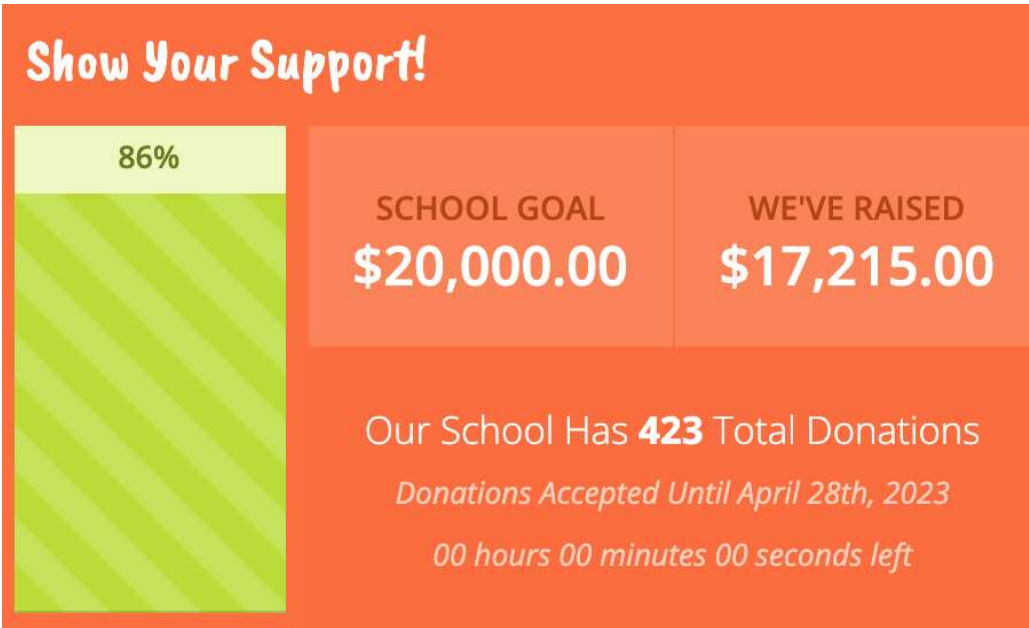 Show Your Support!
86%
SCHOOL GOAL
$20,000.00
WE'VE RAISED
$17,215.00
Our School Has 423 Total Donations
Donations Accepted Until April 28th, 2023
00 hours 00 minutes 00 seconds left